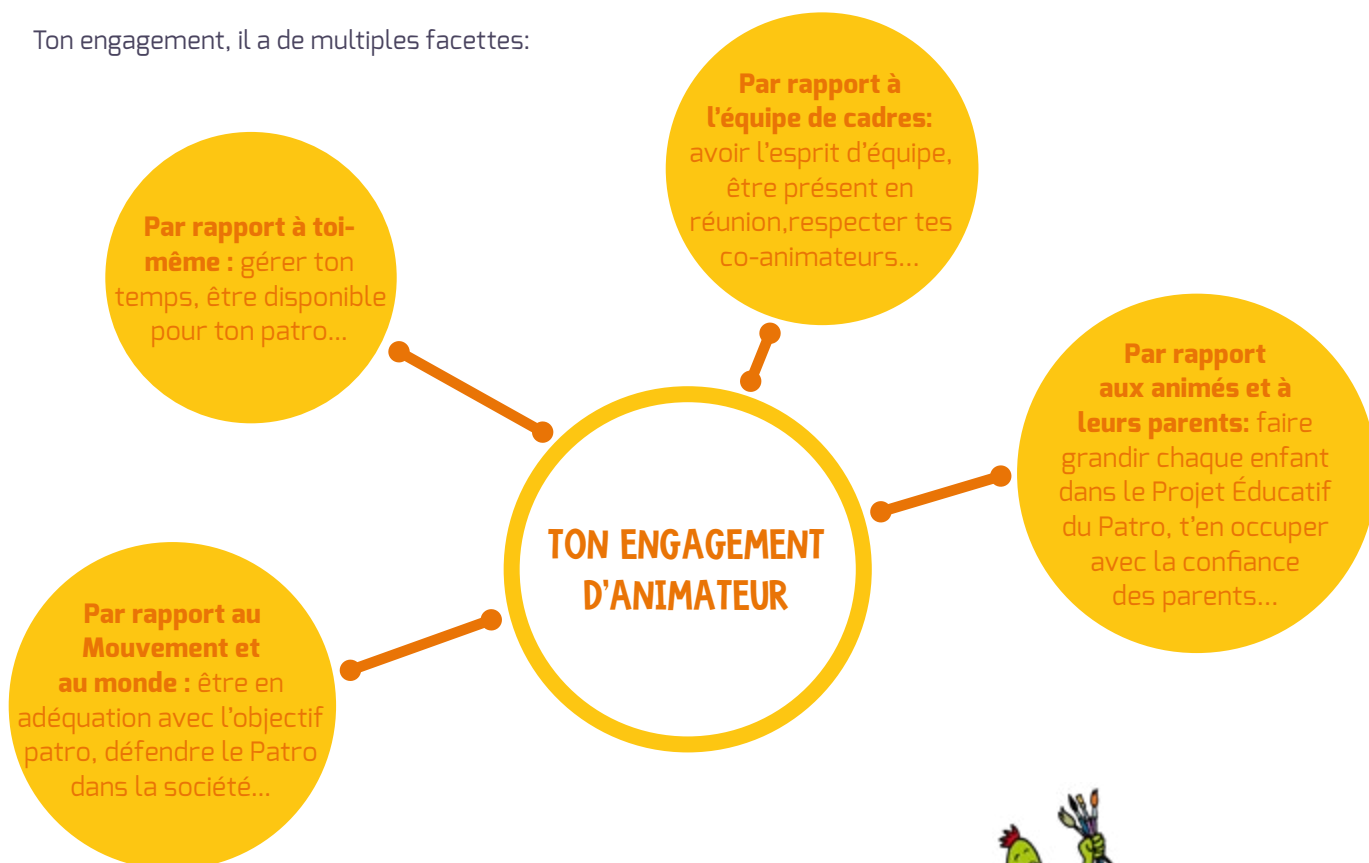 Ton engagement, il a de multiples facettes:
Par rapport à
l'équipe de cadres:
avoir l'esprit d'équipe,
être présent en
réunion,respecter tes
co-animateurs...
Par rapport à toi-
même : gérer ton
temps, être disponible
pour ton patro...
Par rapport
aux animés et à
leurs parents: faire
grandir chaque enfant
dans le Projet Éducatif
du Patro, t'en occuper
avec la confiance
des parents...
TON ENGAGEMENT
D'ANIMATEUR
Par rapport au
Mouvement et
au monde : être en
adéquation avec l'objectif
patro, défendre le Patro
dans la société...